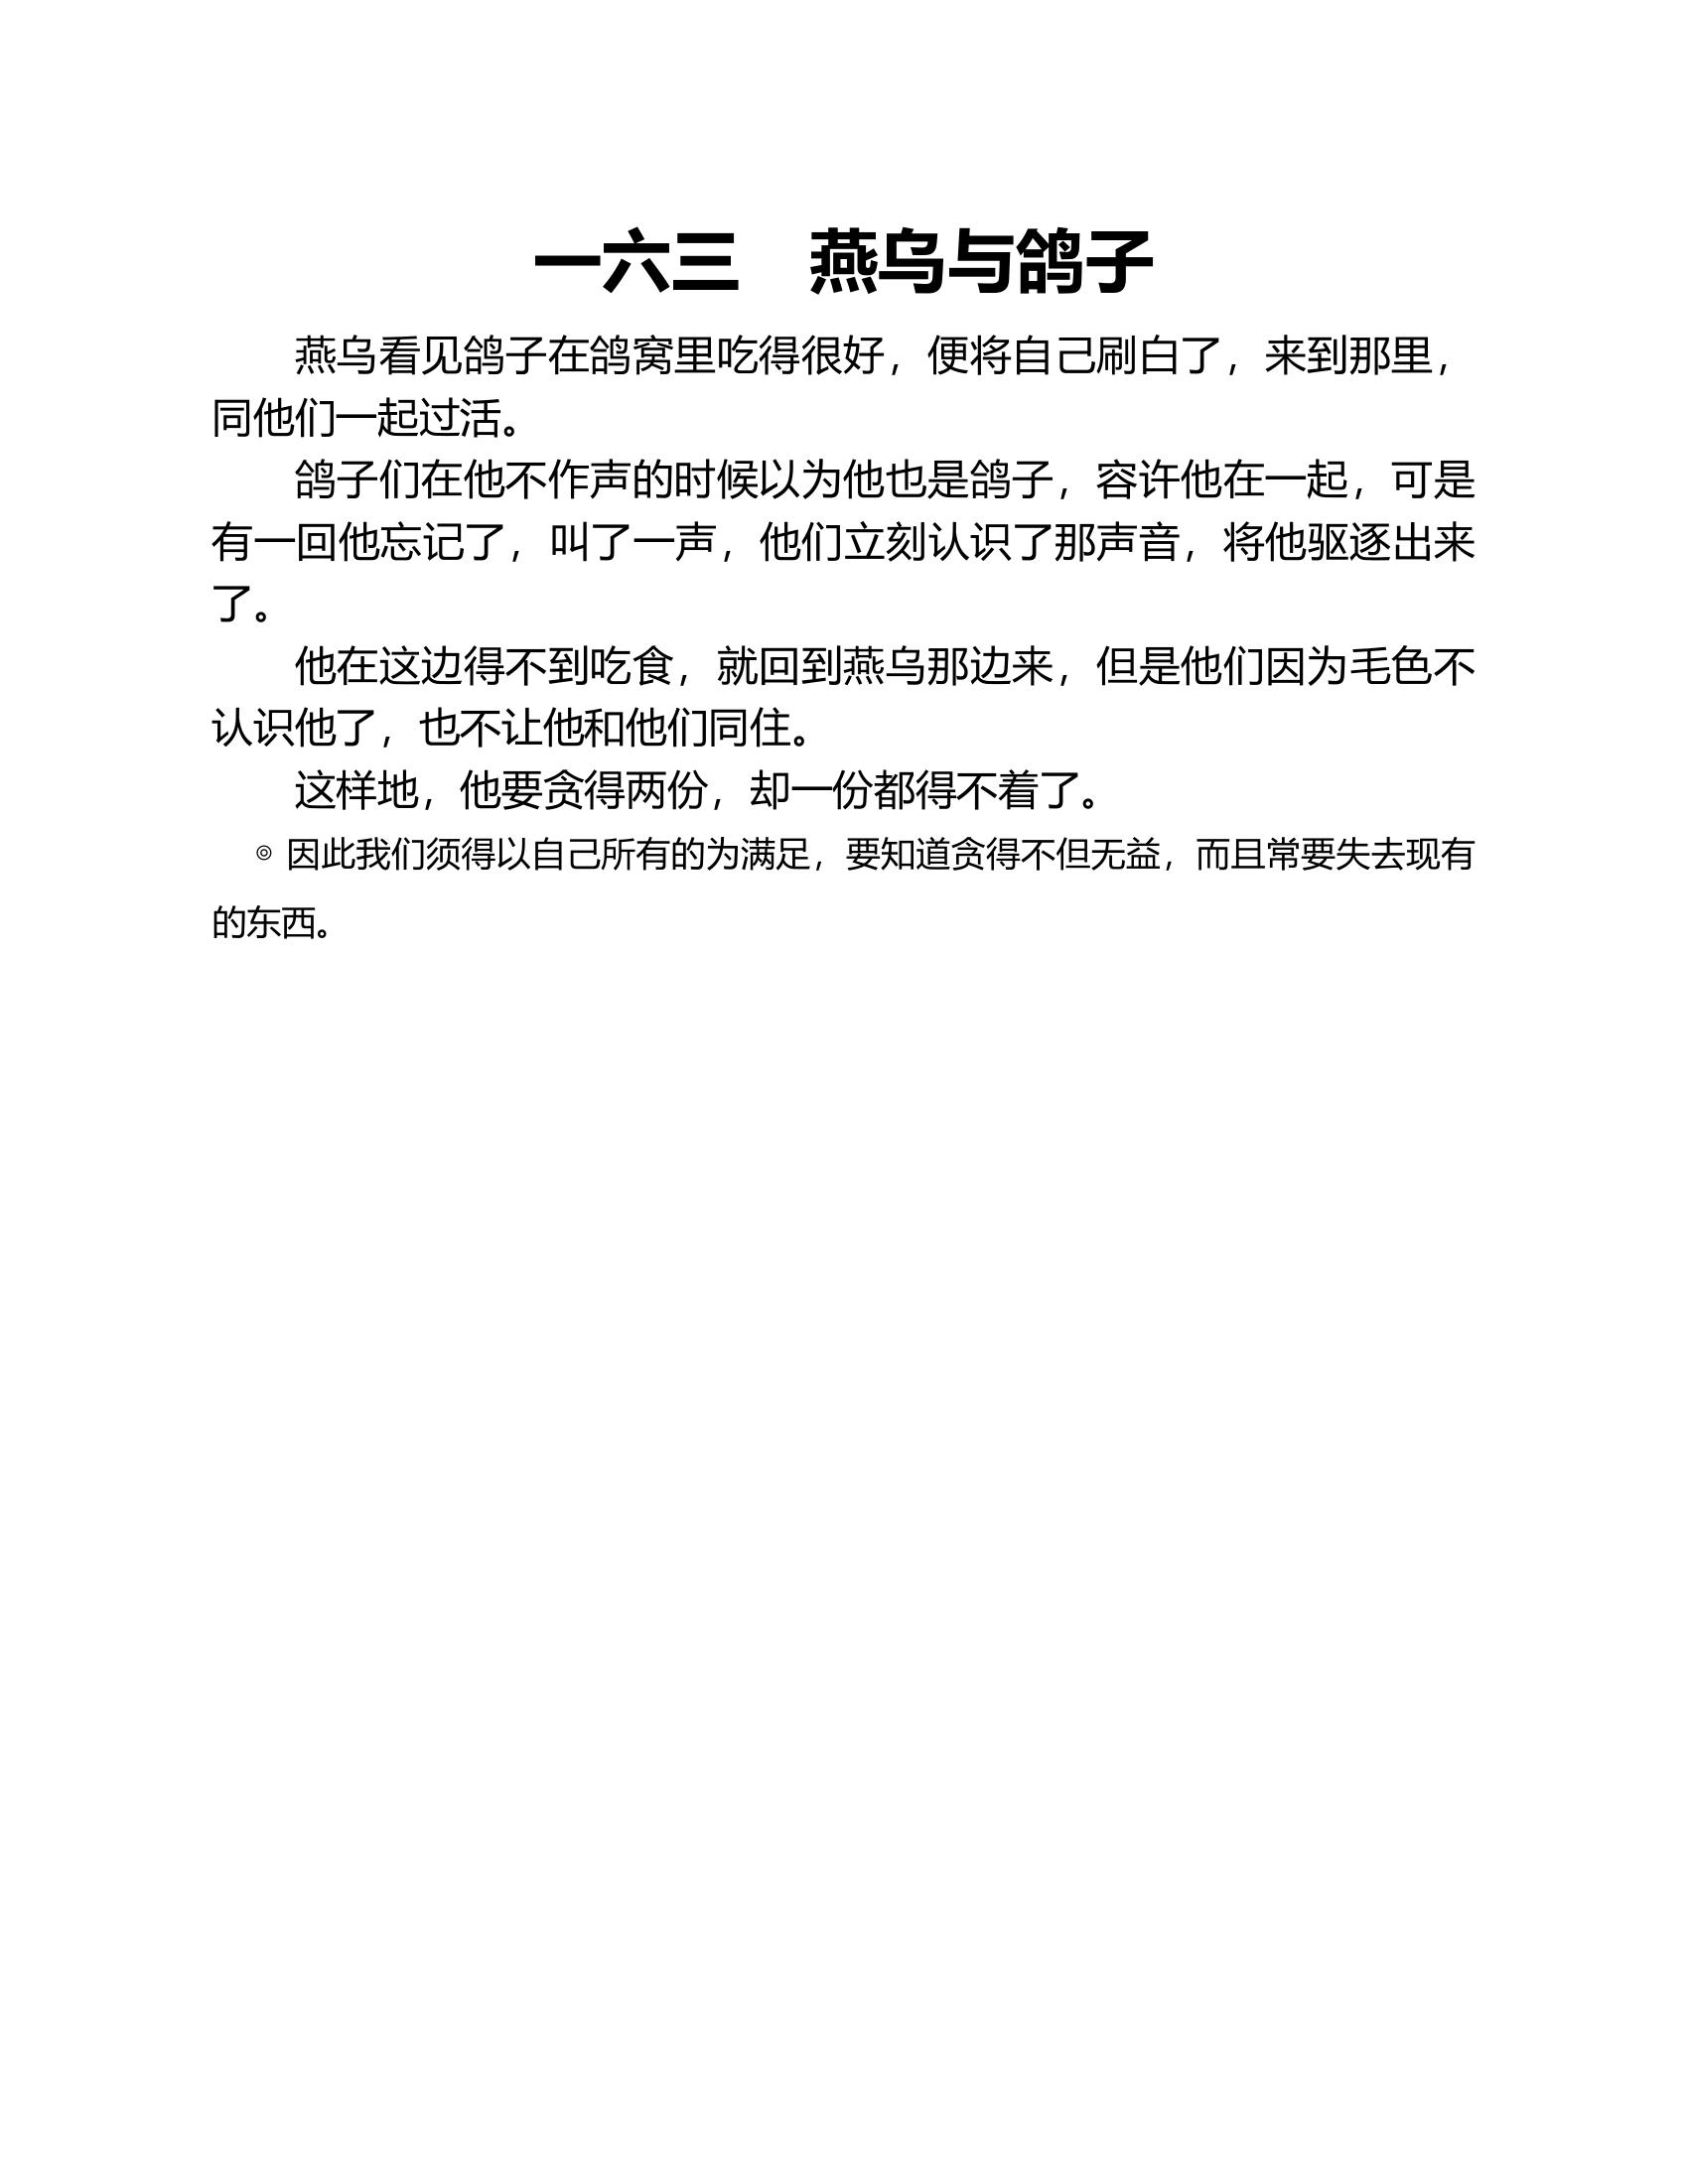 一六三　燕乌与鸽子
燕乌看见鸽子在鸽窝里吃得很好，便将自己刷白了，来到那里，
同他们一起过活。
鸽子们在他不作声的时候以为他也是鸽子，容许他在一起，可是
有一回他忘记了，叫了一声，他们立刻认识了那声音，将他驱逐出来
了。
他在这边得不到吃食，就回到燕乌那边来，但是他们因为毛色不
认识他了，也不让他和他们同住。
这样地，他要贪得两份，却一份都得不着了。
◎ 因此我们须得以自己所有的为满足，要知道贪得不但无益，而且常要失去现有
的东西。